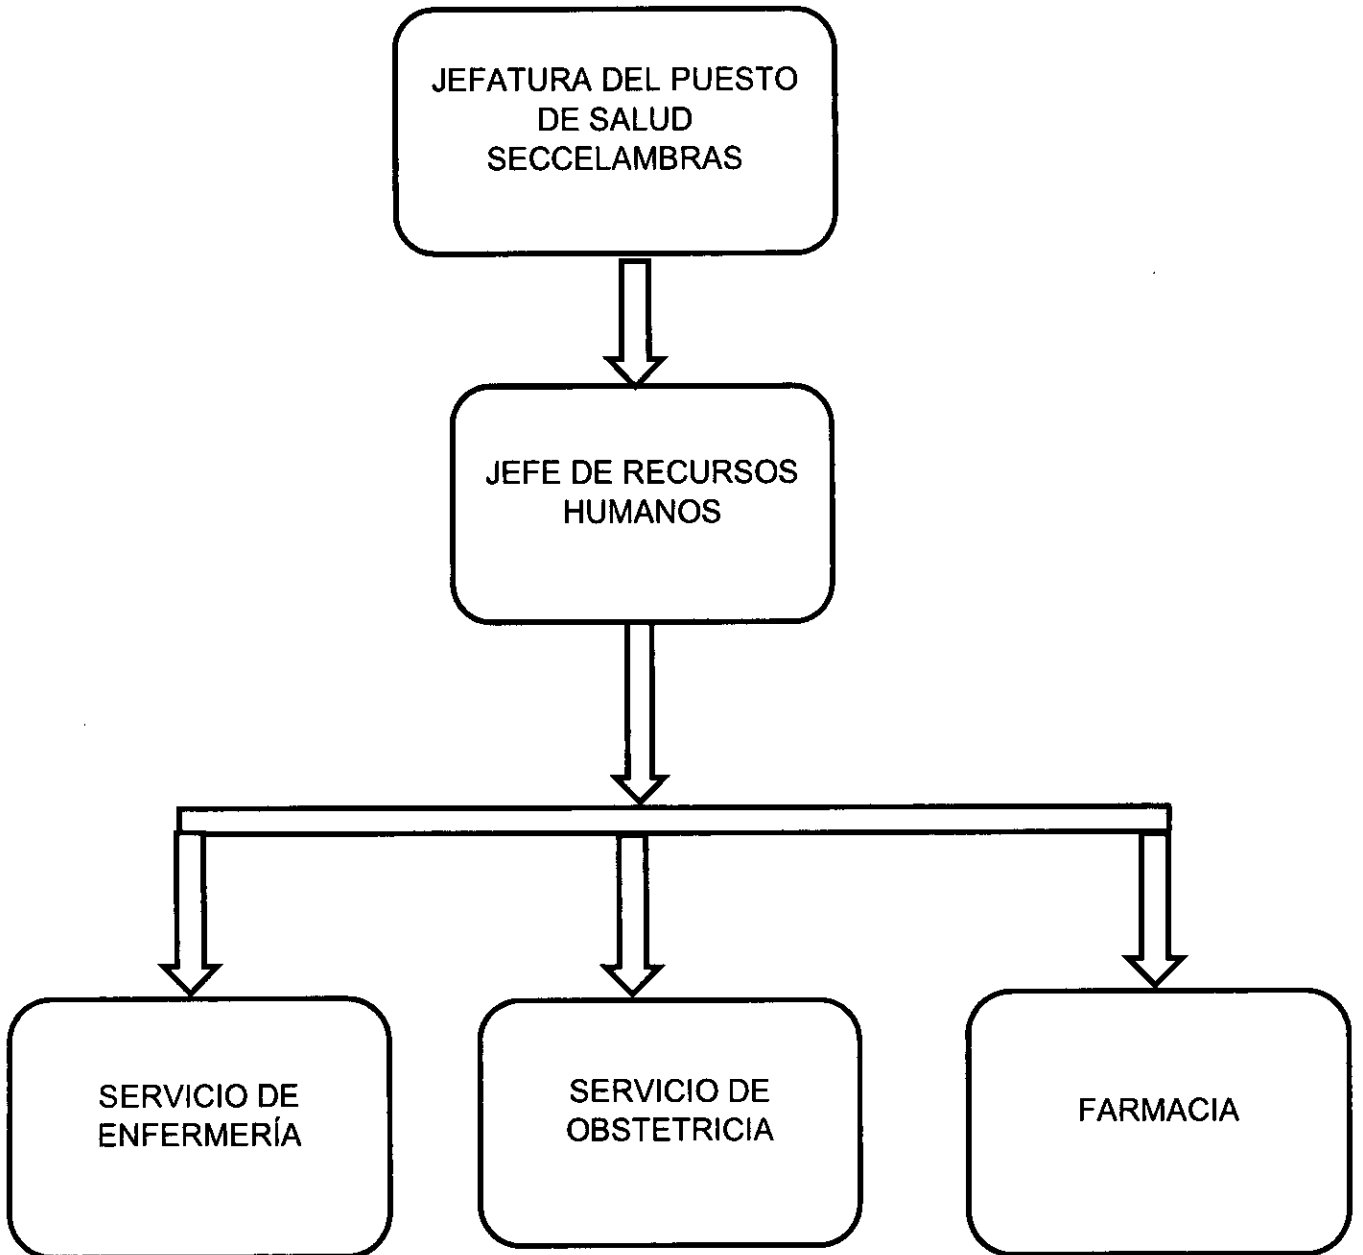 JEFATURA DEL PUESTO
DE SALUD
SECCELAMBRAS
JEFE DE RECURSOS
HUMANOS
SERVICIO DE
ENFERMERÍA
SERVICIO DE
OBSTETRICIA
FARMACIA